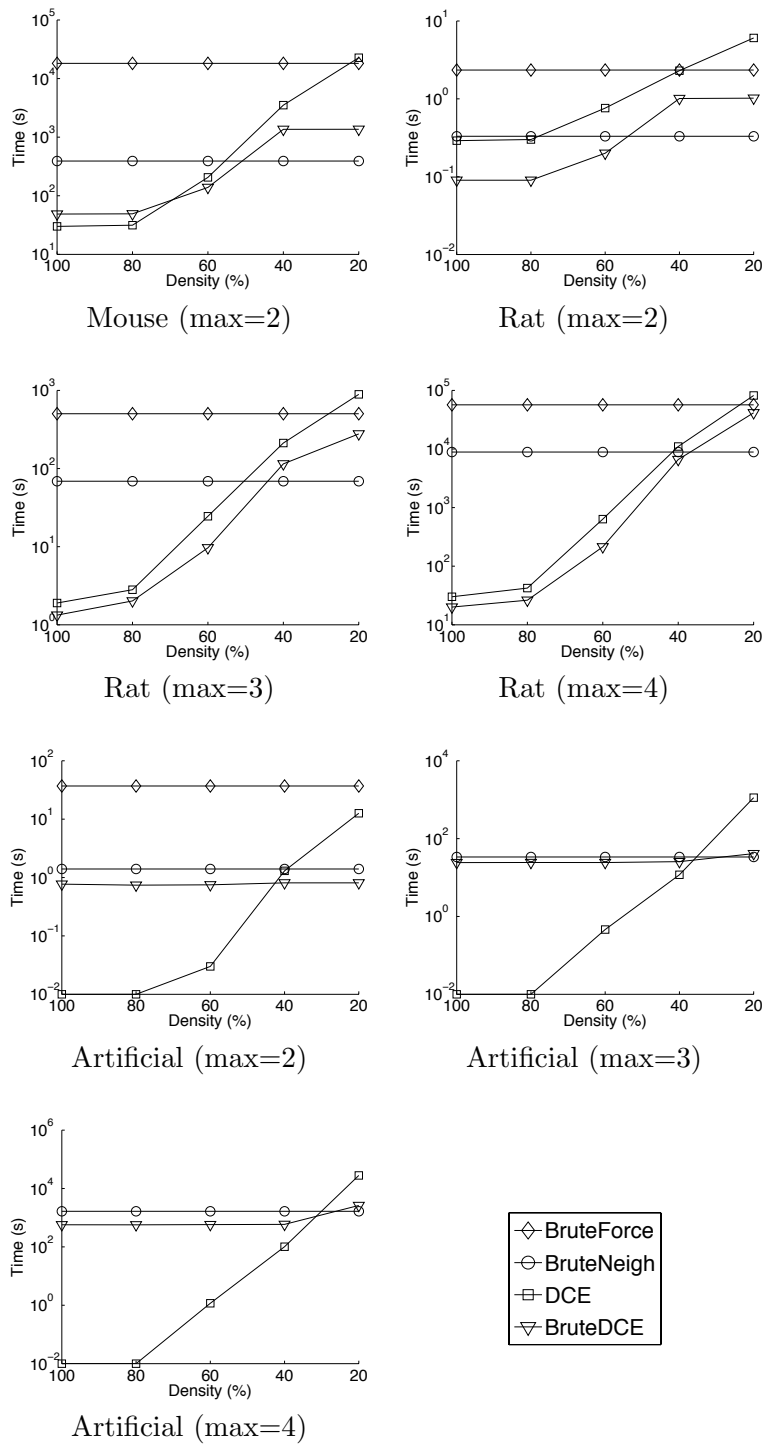 10^5
10^4
10^3
10^2
10^1
Time (s)
100 80 60 40 20
Density (%)
Mouse (max=2)
10^1
10^0
10^-1
10^-2
Time (s)
100 80 60 40 20
Density (%)
Rat (max=2)
10^3
10^2
10^1
10^0
Time (s)
100 80 60 40 20
Density (%)
Rat (max=3)
10^5
10^4
10^3
10^2
10^1
Time (s)
100 80 60 40 20
Density (%)
Rat (max=4)
10^2
10^1
10^0
10^-1
10^-2
Time (s)
100 80 60 40 20
Density (%)
Artificial (max=2)
10^4
10^2
10^0
10^-2
Time (s)
100 80 60 40 20
Density (%)
Artificial (max=3)
10^6
10^4
10^2
10^0
10^-2
Time (s)
100 80 60 40 20
Density (%)
Artificial (max=4)
BruteForce
BruteNeigh
DCE
BruteDCE